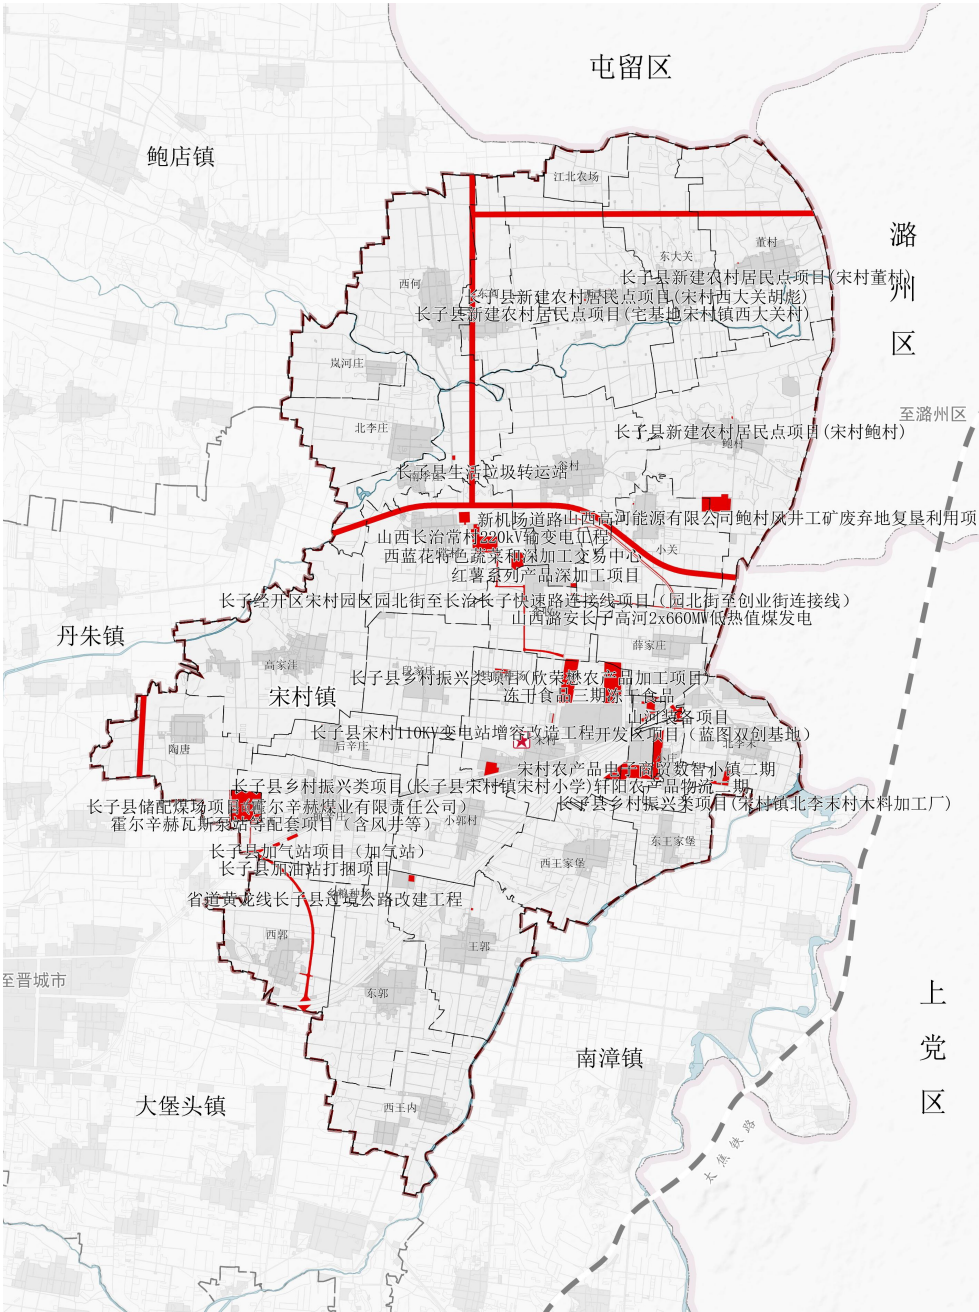 屯留区
鲍店镇
江北农场
潞州区
董村
东大关
长子县新建农村居民点项目(宋村董村)
西何
长子县新建农村居民点项目(宋村西大关胡彪)
长子县新建农村居民点项目(宅基地宋村镇西大关村)
岚河庄
至潞州区
北李庄
长子县新建农村居民点项目(宋村鲍村)
鲍村
长子县生活垃圾转运站
新机场道路
山西高河能源有限公司鲍村风井工矿废弃地复垦利用项
山西长治常村220kV输变电工程
小关
西蓝花特色蔬菜和深加工交易中心
红薯系列产品深加工项目
长子经开区宋村园区园北街至长治长子快速路连接线项目（园北街至创业街连接线）
山西潞安长子高河2x660MW低热值煤发电
丹朱镇
薛家庄
高家洼
段家庄
长子县乡村振兴类项目(欣荣懋农产品加工项目)
宋村镇
冻干食品三期冻干食品
山河装备项目
长子县宋村110KV变电站增容改造工程
开发区项目)（蓝图双创基地）
宋村
后辛庄
北李末
陶唐
宋村农产品电子商贸数智小镇二期
长子县乡村振兴类项目(长子县宋村镇宋村小学)
轩阳农产品物流二期
长子县储配煤场项目（霍尔辛赫煤业有限责任公司）
长子县乡村振兴类项目(宋村镇北李末村木料加工厂)
霍尔辛赫瓦斯泵站等配套项目（含风井等）
小郭村
东王家堡
长子县加气站项目（加气站）
西王家堡
长子县加油站打捆项目
省道黄龙线长子县过境公路改建工程
西郭
王郭
至晋城市
东郭
上党区
南漳镇
大堡头镇
西王内
太焦铁路